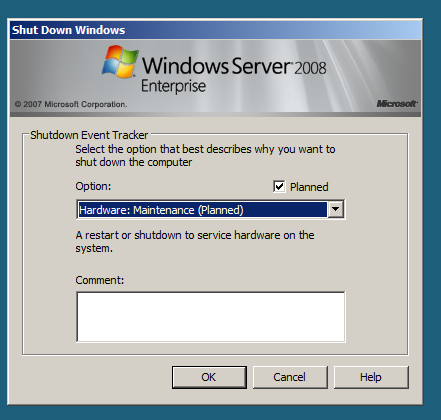 Shut Down Windows
Windows Server 2008
Enterprise
© 2007 Microsoft Corporation.
Microsoft
Shutdown Event Tracker
Select the option that best describes why you want to
shut down the computer
Option:
Planned
Hardware: Maintenance (Planned)
A restart or shutdown to service hardware on the
system.
Comment:
OK Cancel Help